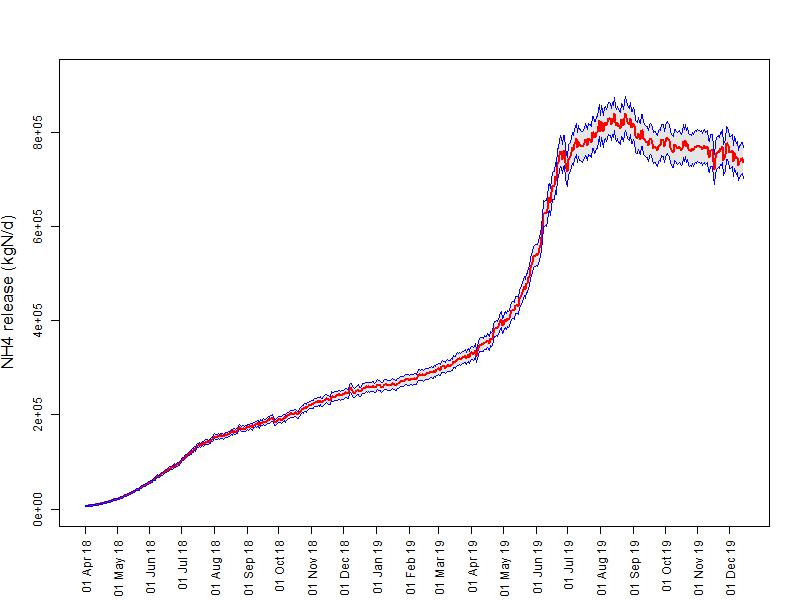 NH4 release (kgN/d)
8e+05
6e+05
4e+05
2e+05
0e+00
01 Apr 18
01 May 18
01 Jun 18
01 Jul 18
01 Aug 18
01 Sep 18
01 Oct 18
01 Nov 18
01 Dec 18
01 Jan 19
01 Feb 19
01 Mar 19
01 Apr 19
01 May 19
01 Jun 19
01 Jul 19
01 Aug 19
01 Sep 19
01 Oct 19
01 Nov 19
01 Dec 19